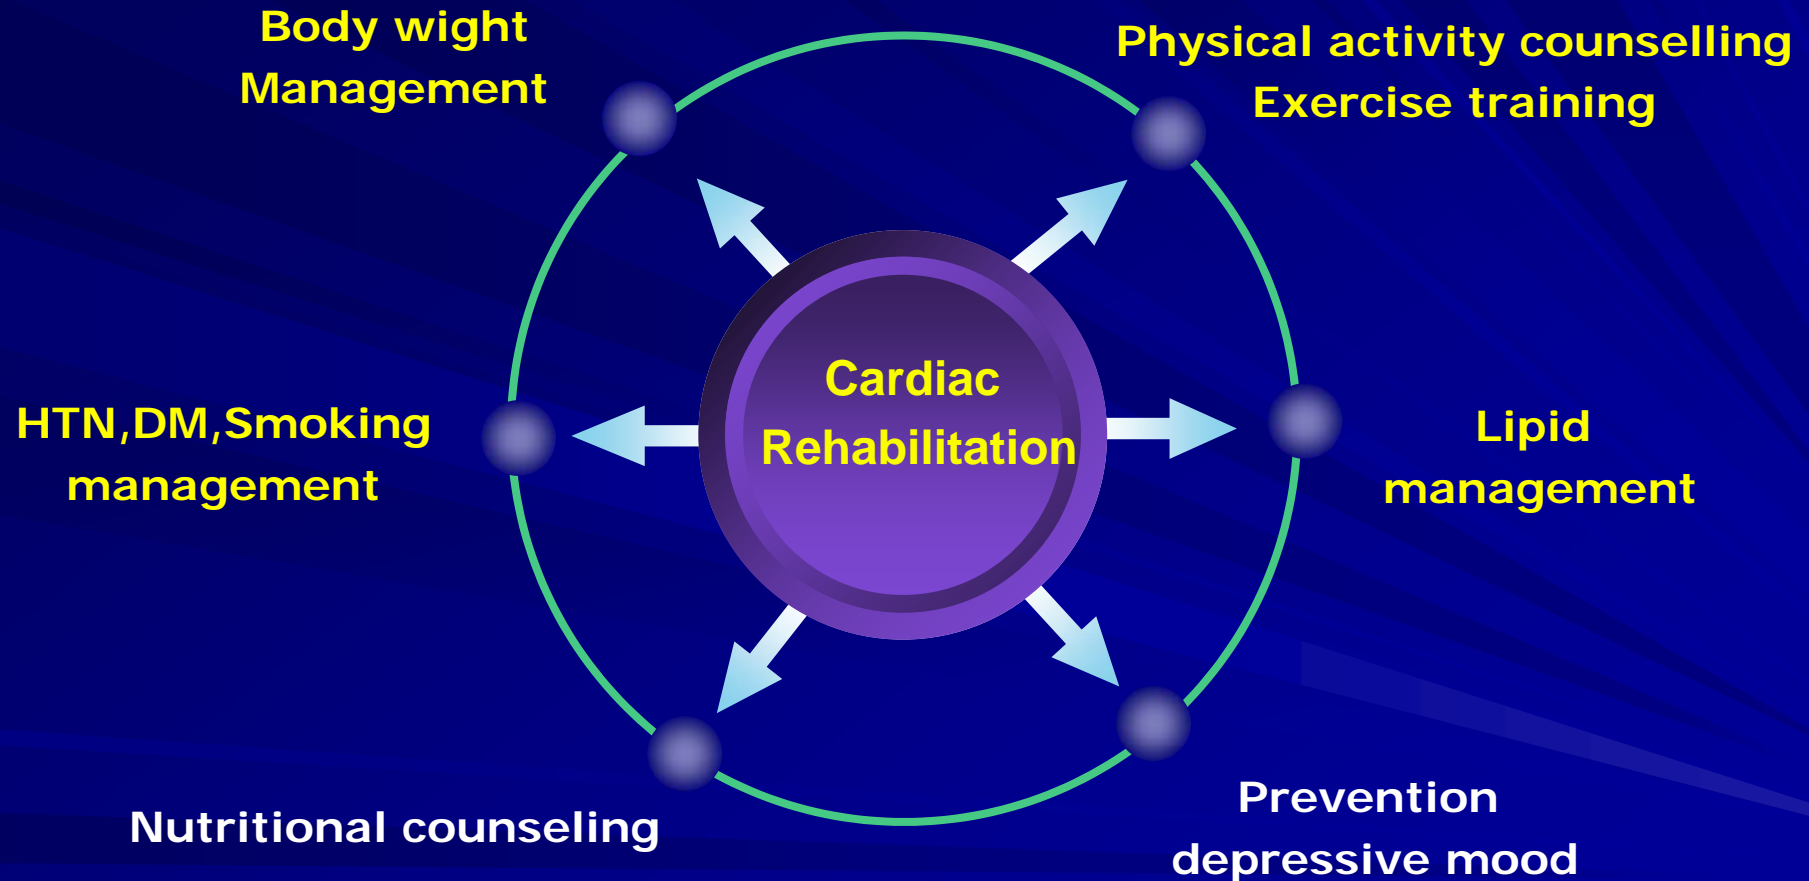 Body wight
Management
Physical activity counselling
Exercise training
Cardiac
Rehabilitation
HTN,DM,Smoking
management
Lipid
management
Nutritional counseling
Prevention
depressive mood